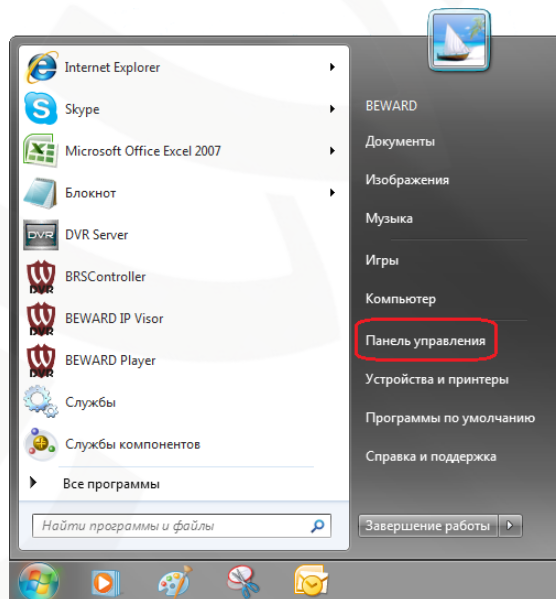 Internet Explorer
Skype
Microsoft Office Excel 2007
Блокнот
DVR Server
BRSController
BEWARD IP Visor
BEWARD Player
Службы
Службы компонентов
Все программы
Найти программы и файлы
BEWARD
Документы
Изображения
Музыка
Игры
Компьютер
Панель управления
Устройства и принтеры
Программы по умолчанию
Справка и поддержка
Завершение работы